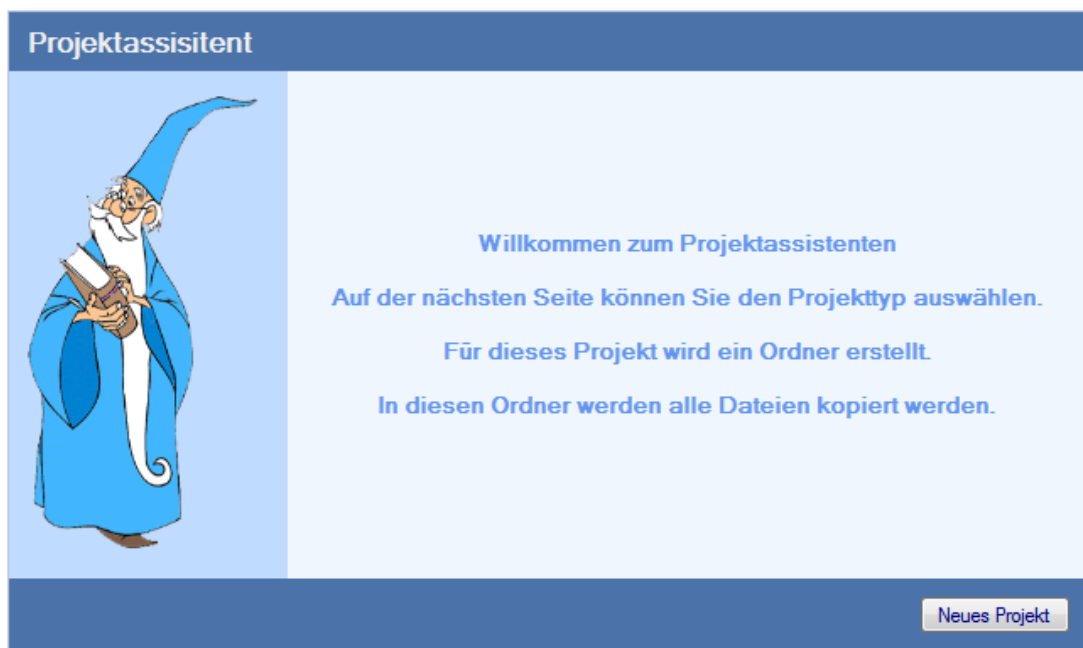 Projektassisitent
Willkommen zum Projektassistenten
Auf der nächsten Seite können Sie den Projekttyp auswählen.
Für dieses Projekt wird ein Ordner erstellt.
In diesen Ordner werden alle Dateien kopiert werden.
Neues Projekt